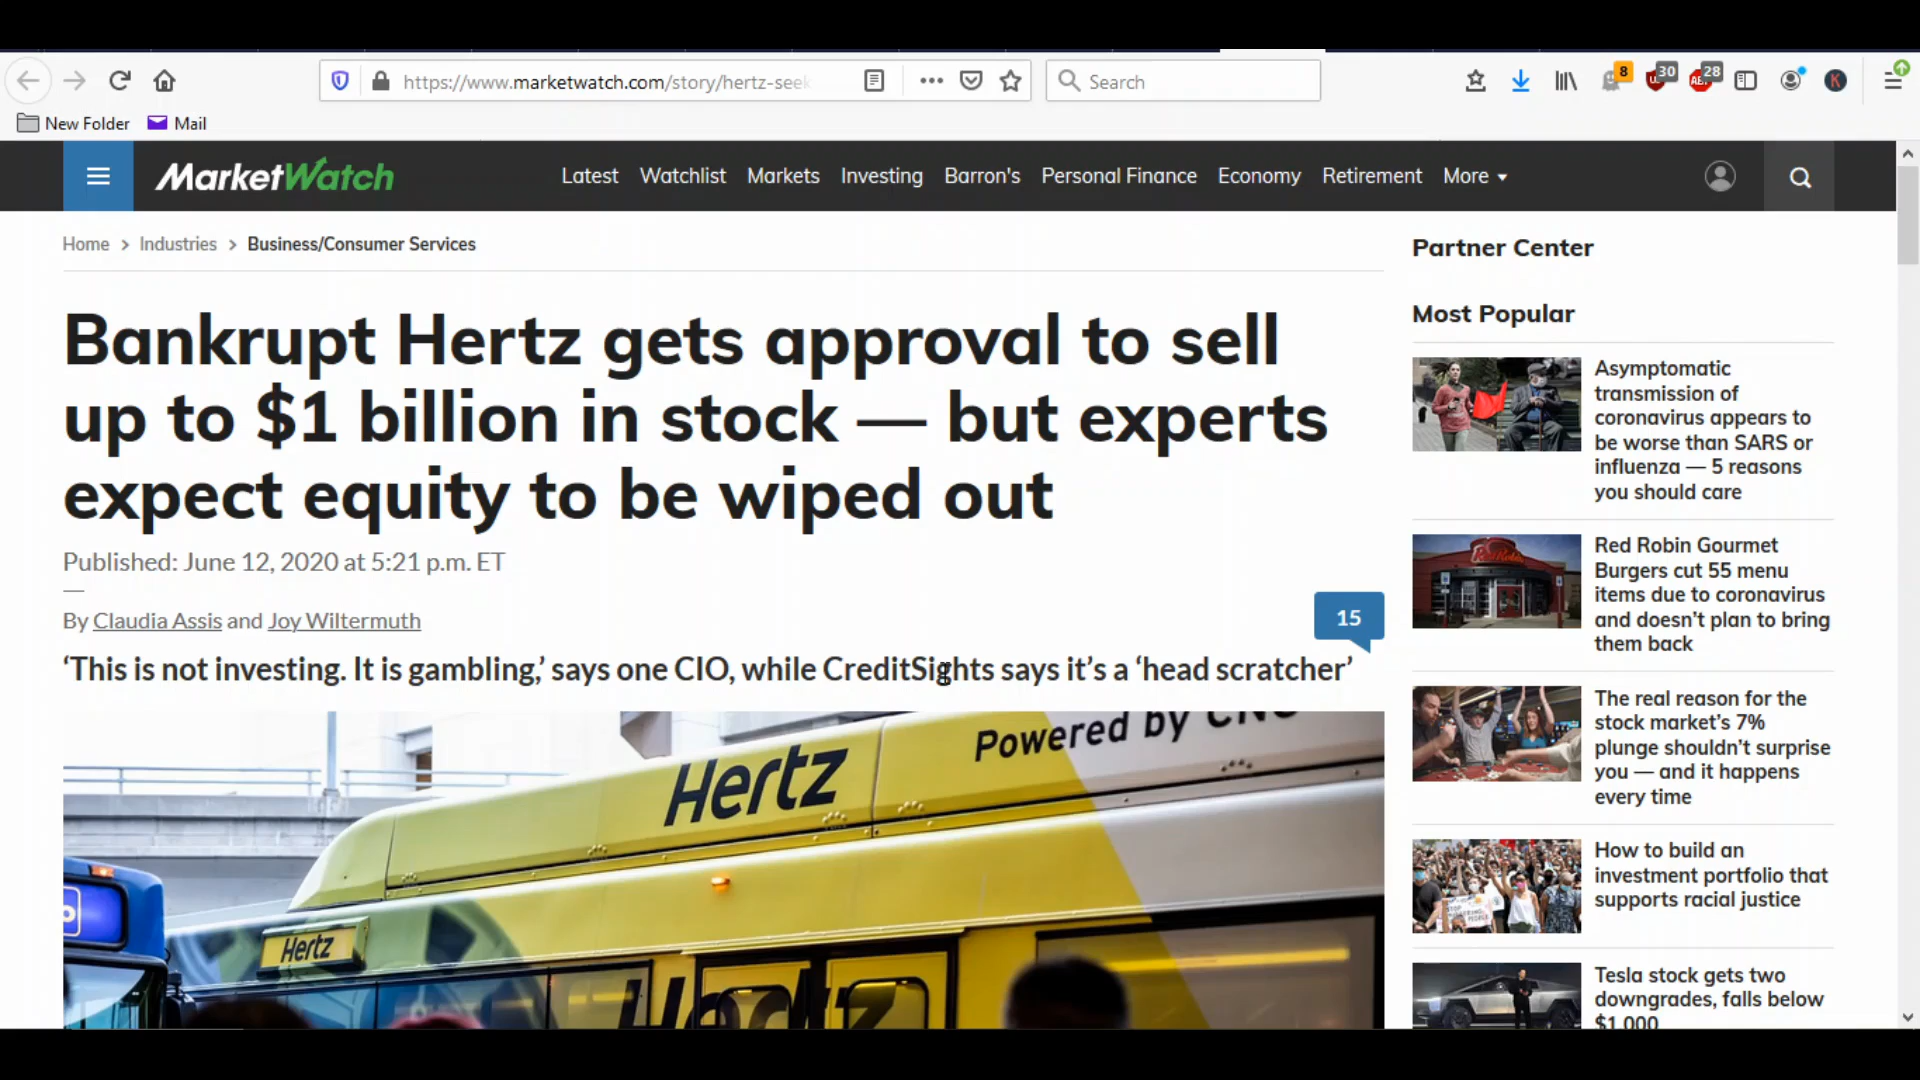 https://www.marketwatch.com/story/hertz-seek
Search
8
30
28
New Folder
Mail
MarketWatch
Latest
Watchlist
Markets
Investing
Barron's
Personal Finance
Economy
Retirement
More
Home > Industries > Business/Consumer Services
Bankrupt Hertz gets approval to sell
up to $1 billion in stock — but experts
expect equity to be wiped out
Published: June 12, 2020 at 5:21 p.m. ET
By Claudia Assis and Joy Wiltermuth
15
‘This is not investing. It is gambling,’ says one CIO, while CreditSights says it’s a ‘head scratcher’
Powered by
Hertz
Hertz
Hertz
Partner Center
Most Popular
Asymptomatic
transmission of
coronavirus appears to
be worse than SARS or
influenza — 5 reasons
you should care
Red Robin Gourmet
Burgers cut 55 menu
items due to coronavirus
and doesn’t plan to bring
them back
The real reason for the
stock market’s 7%
plunge shouldn’t surprise
you — and it happens
every time
How to build an
investment portfolio that
supports racial justice
Tesla stock gets two
downgrades, falls below
$1,000